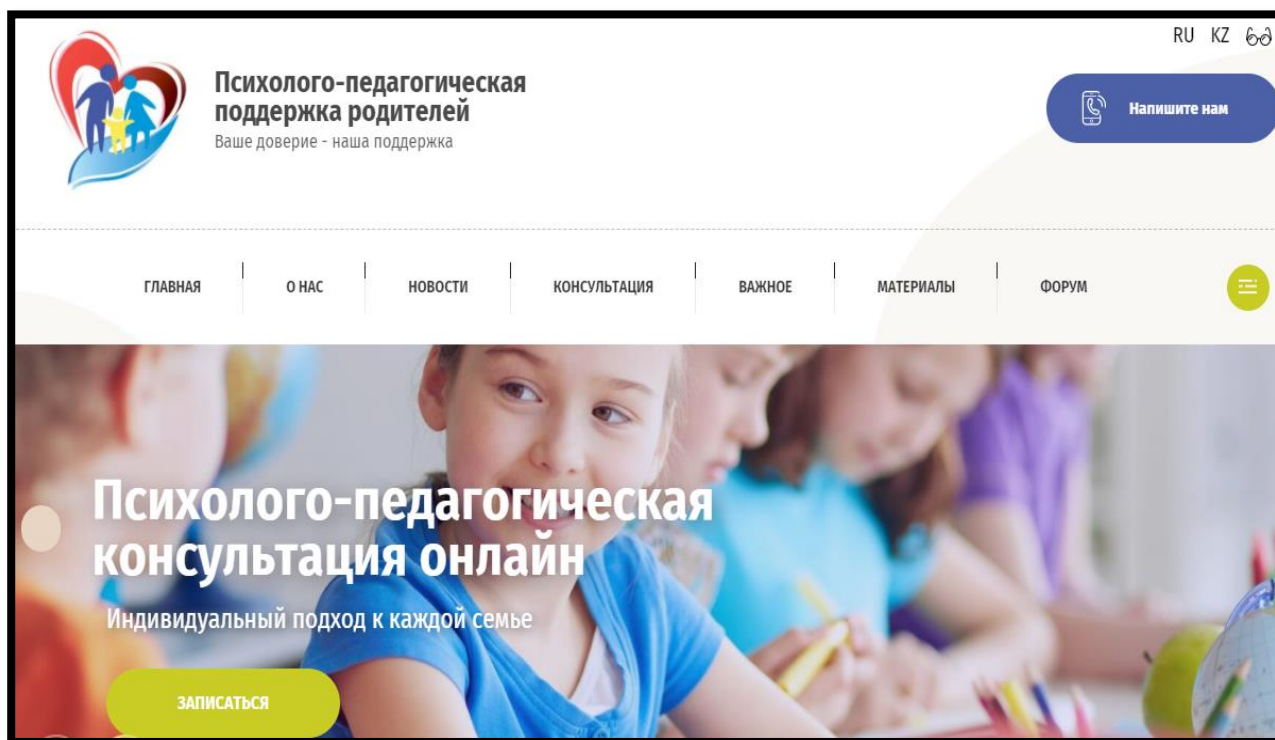 RU KZ
Психолого-педагогическая
поддержка родителей
Ваше доверие - наша поддержка
Напишите нам
ГЛАВНАЯ
О НАС
НОВОСТИ
КОНСУЛЬТАЦИЯ
ВАЖНОЕ
МАТЕРИАЛЫ
ФОРУМ
Психолого-педагогическая
консультация онлайн
Индивидуальный подход к каждой семье
ЗАПИСАТЬСЯ